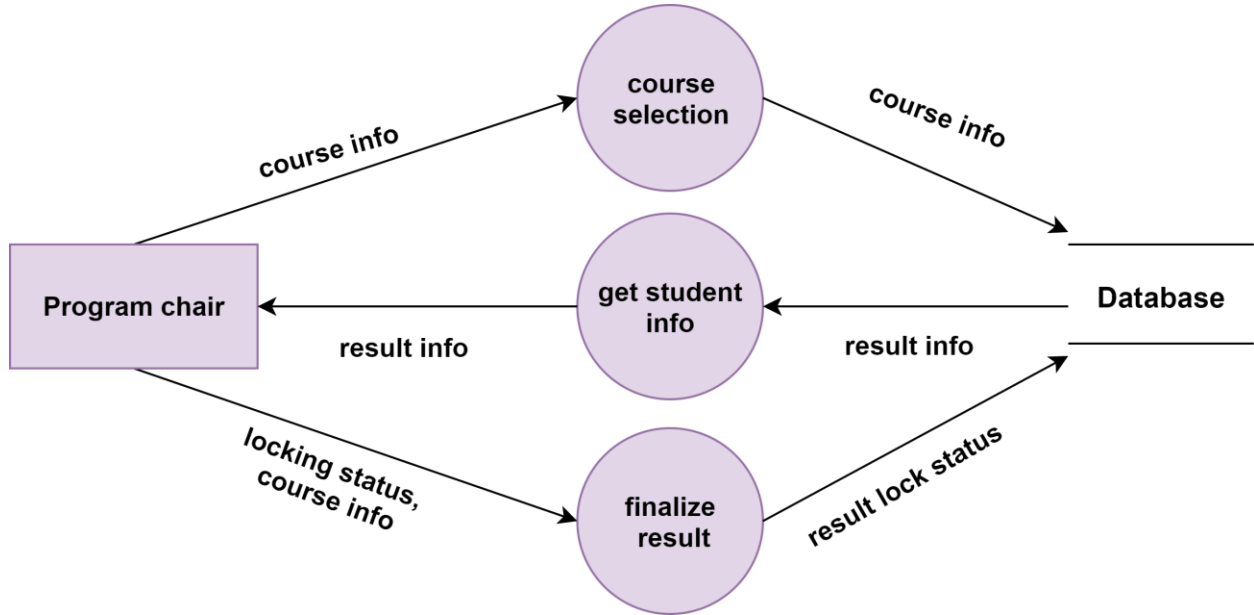 course
selection
course info
course info
Program chair
get student
info
Database
result info
result info
locking status,
course info
finalize
result
result lock status